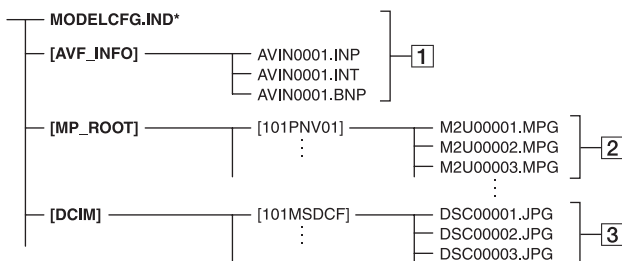 MODELCFG.IND*
[AVF_INFO] AVIN0001.INP
AVIN0001.INT
AVIN0001.BNP
1
[MP_ROOT] [101PNV01] M2U00001.MPG
M2U00002.MPG
M2U00003.MPG
2
[DCIM] [101MSDCF] DSC00001.JPG
DSC00002.JPG
DSC00003.JPG
3